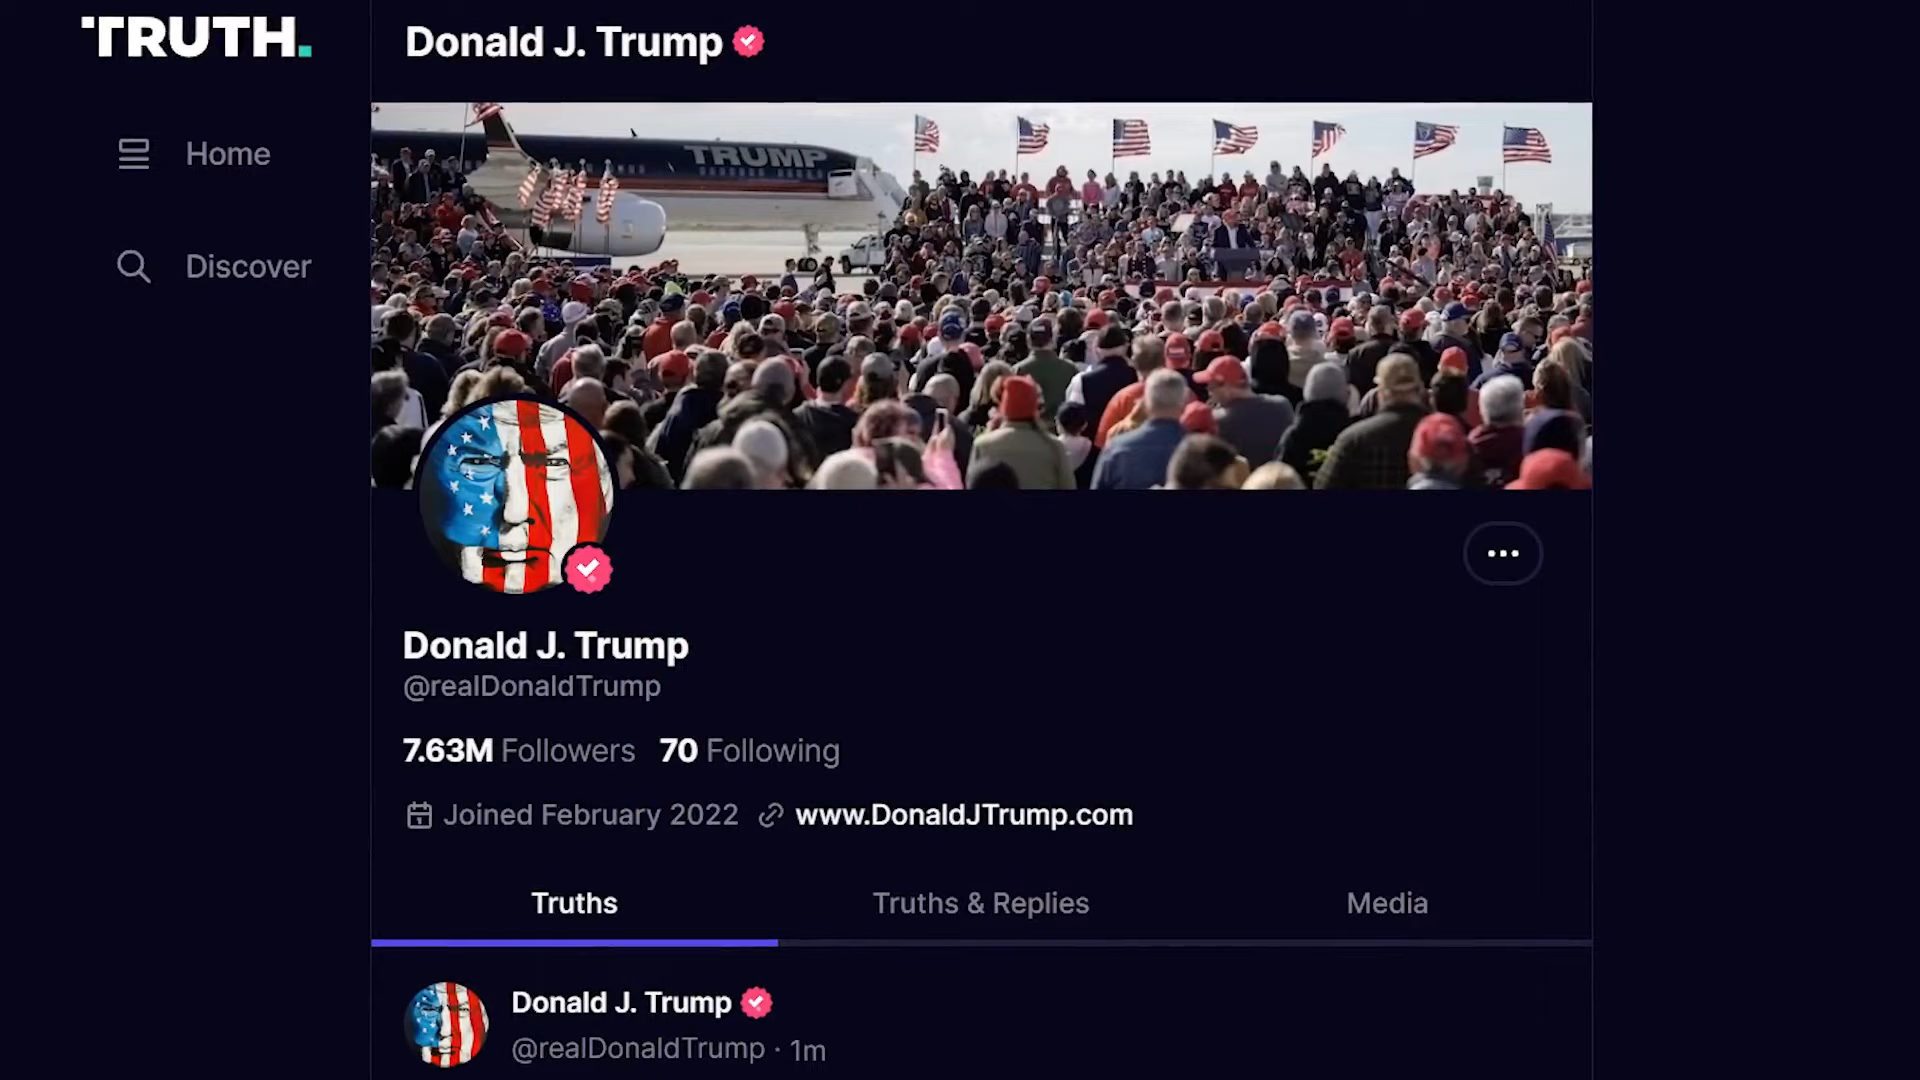 TRUTH.
Donald J. Trump
Home
Discover
TRUMP
Donald J. Trump
@realDonaldTrump
7.63M Followers 70 Following
Joined February 2022 www.DonaldJTrump.com
Truths Truths & Replies Media
Donald J. Trump
@realDonaldTrump · 1m